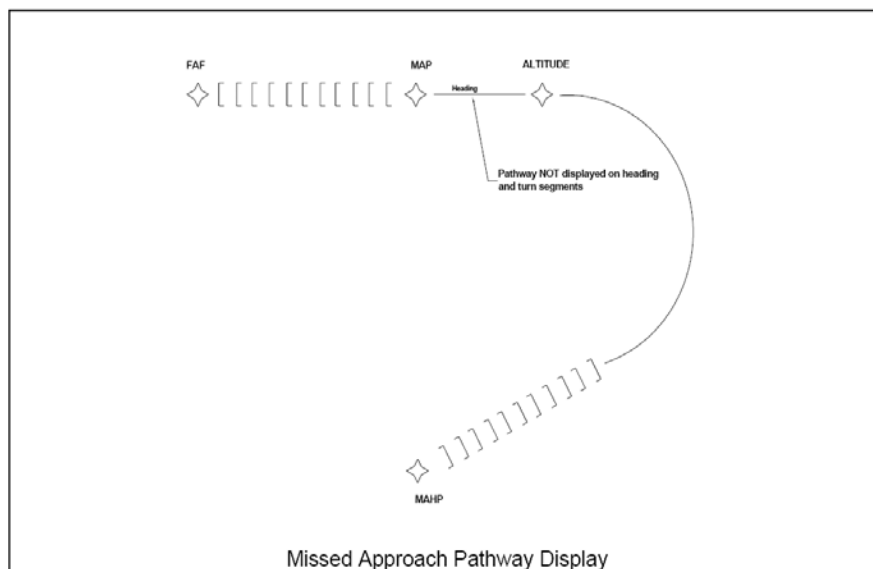 FAF MAP ALTITUDE
Heading
Pathway NOT displayed on heading
and turn segments
MAHP
Missed Approach Pathway Display